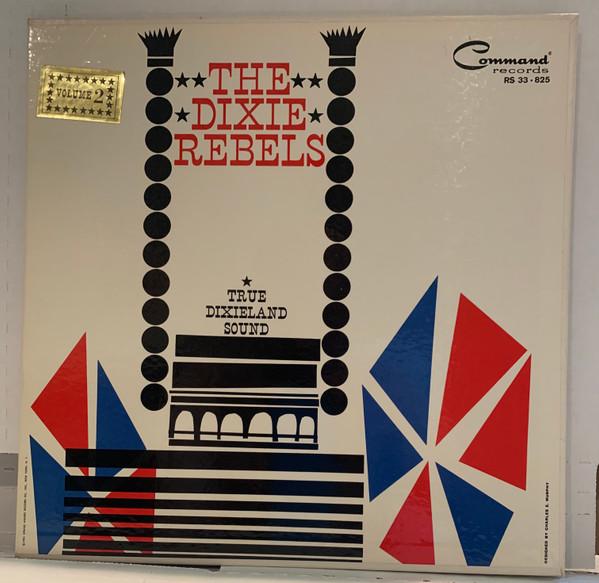 VOLUME 2
THE
DIXIE
REBELS
Command
records
RS 33 - 825
TRUE
DIXIELAND
SOUND
DESIGNED BY CHARLES E. MURPHY